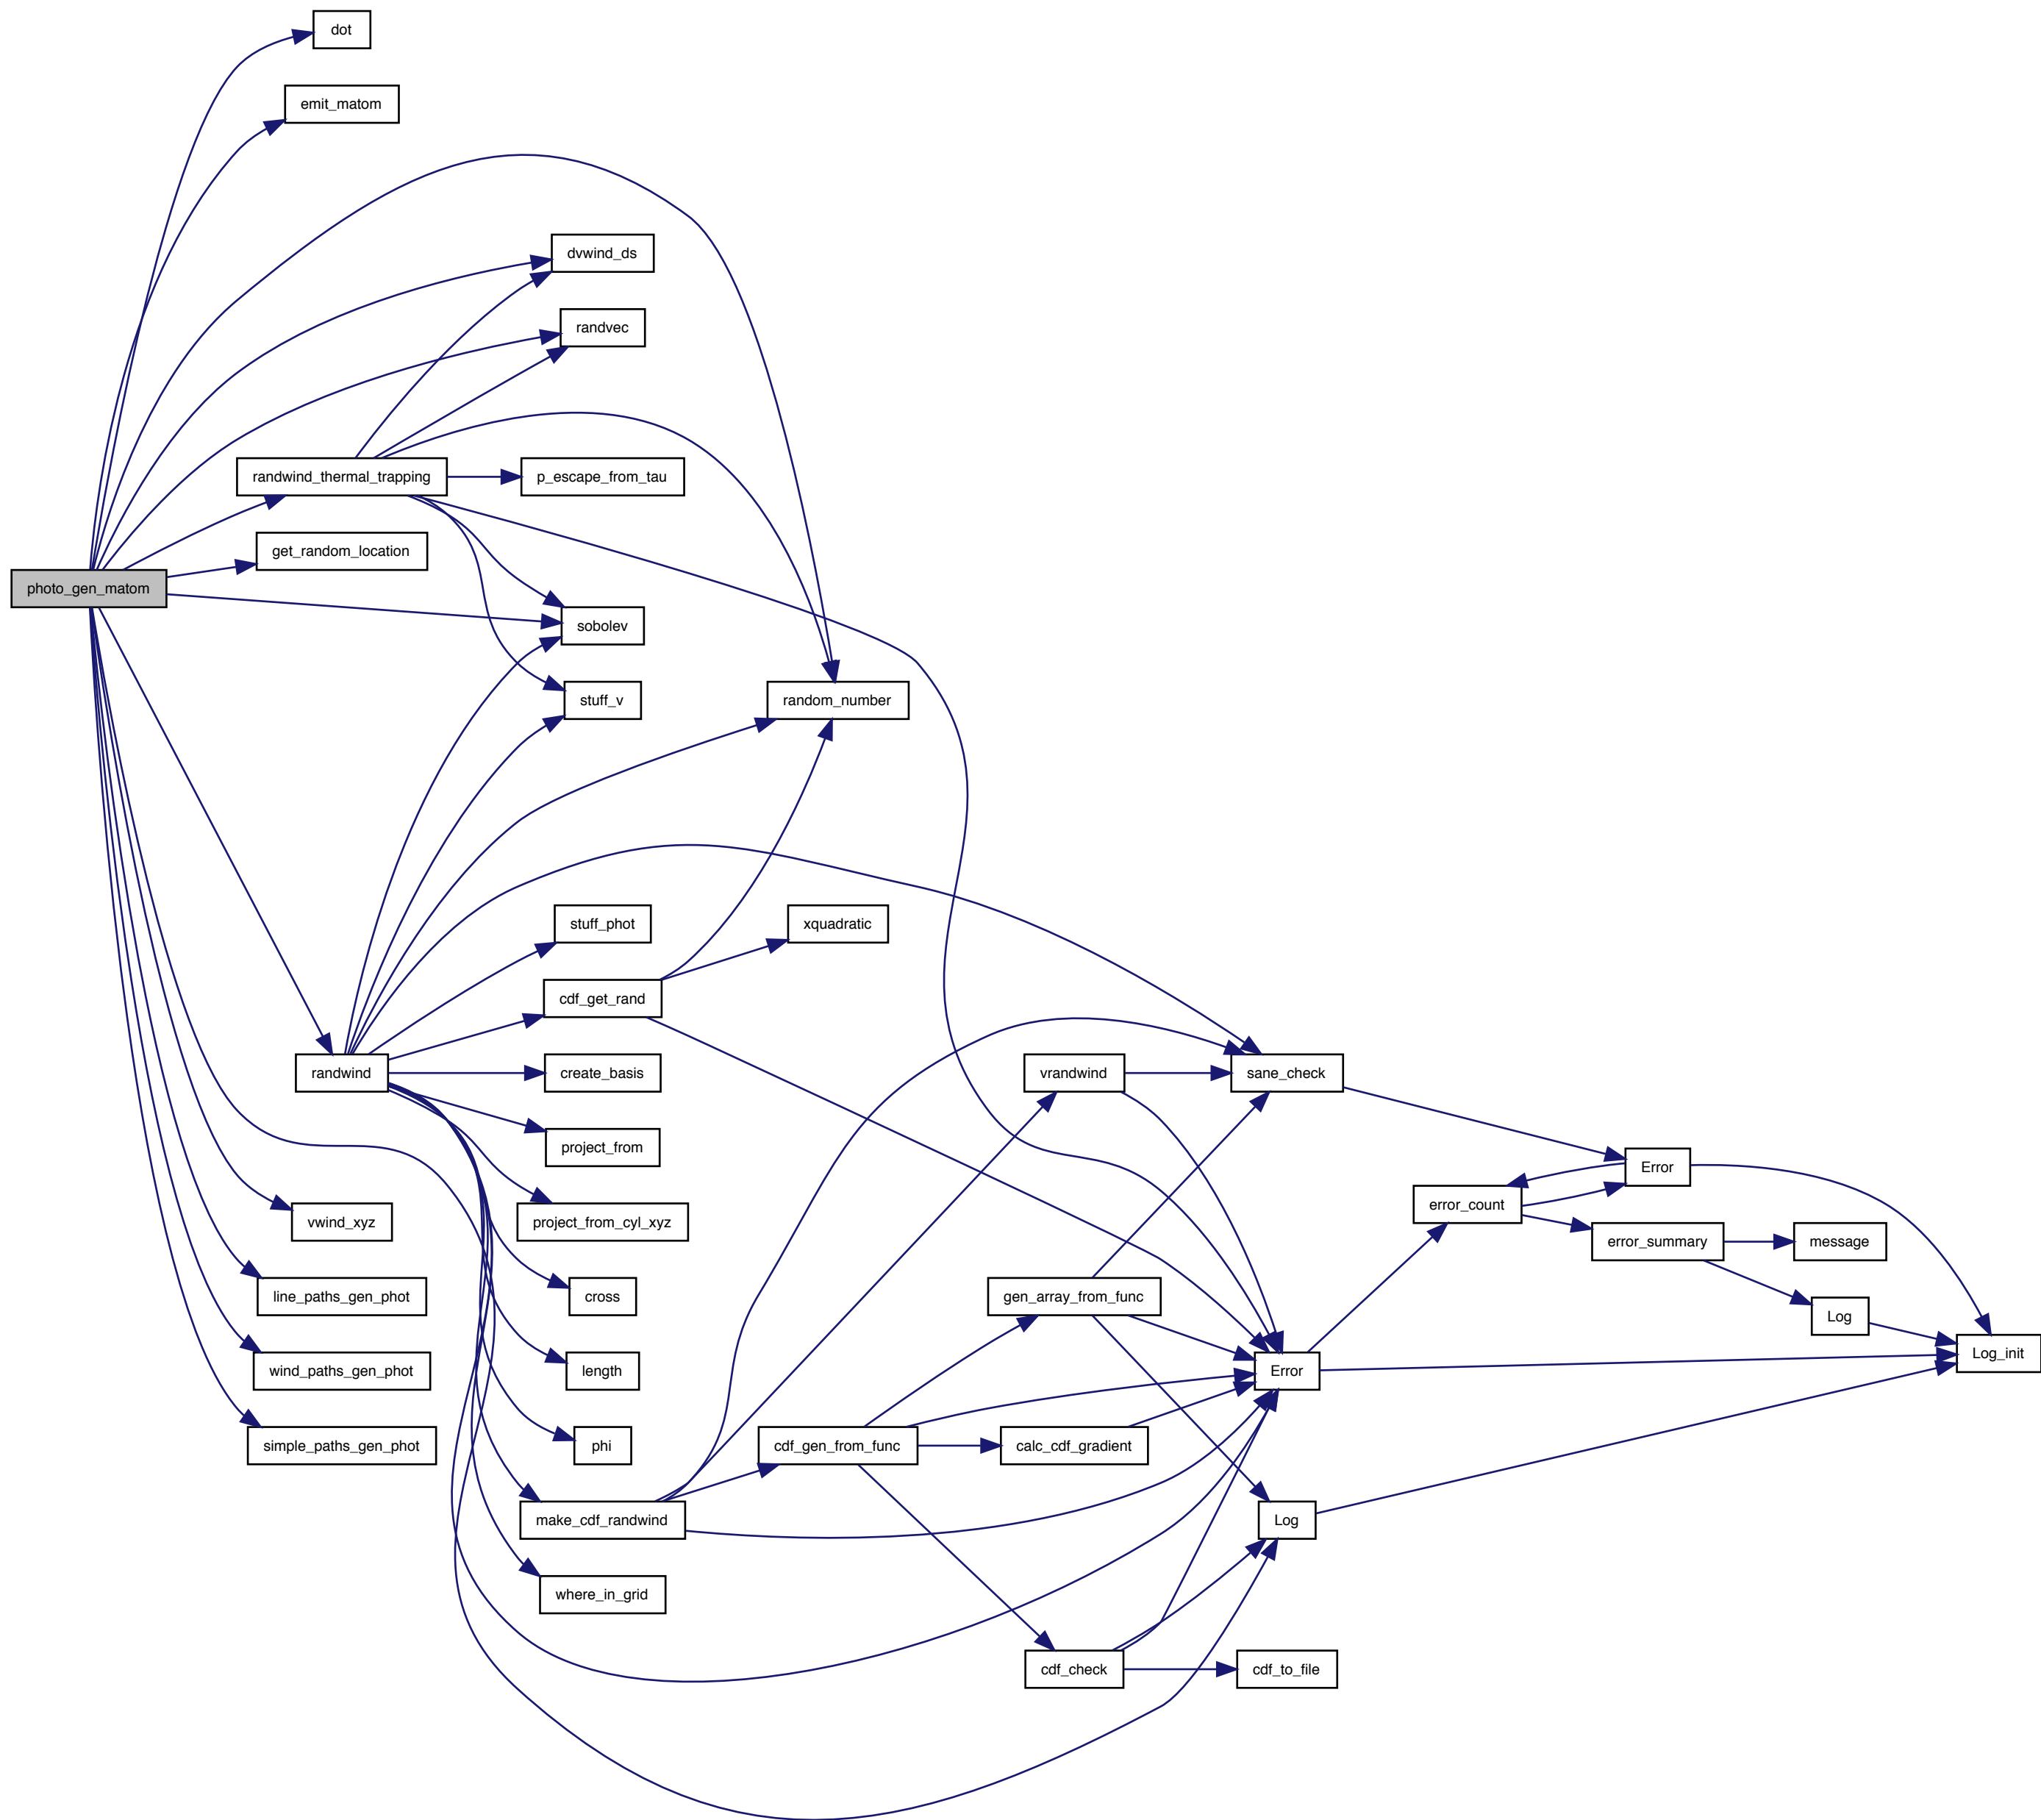 dot
emit_matom
dvwind_ds
randvec
randwind_thermal_trapping
p_escape_from_tau
get_random_location
photo_gen_matom
sobolev
stuff_v
random_number
stuff_phot
xquadratic
cdf_get_rand
randwind
create_basis
vrandwind
sane_check
project_from
Error
error_count
vwind_xyz
project_from_cyl_xyz
error_summary
message
line_paths_gen_phot
cross
gen_array_from_func
Log
wind_paths_gen_phot
length
Error
Log_init
simple_paths_gen_phot
phi
cdf_gen_from_func
calc_cdf_gradient
make_cdf_randwind
Log
where_in_grid
cdf_check
cdf_to_file